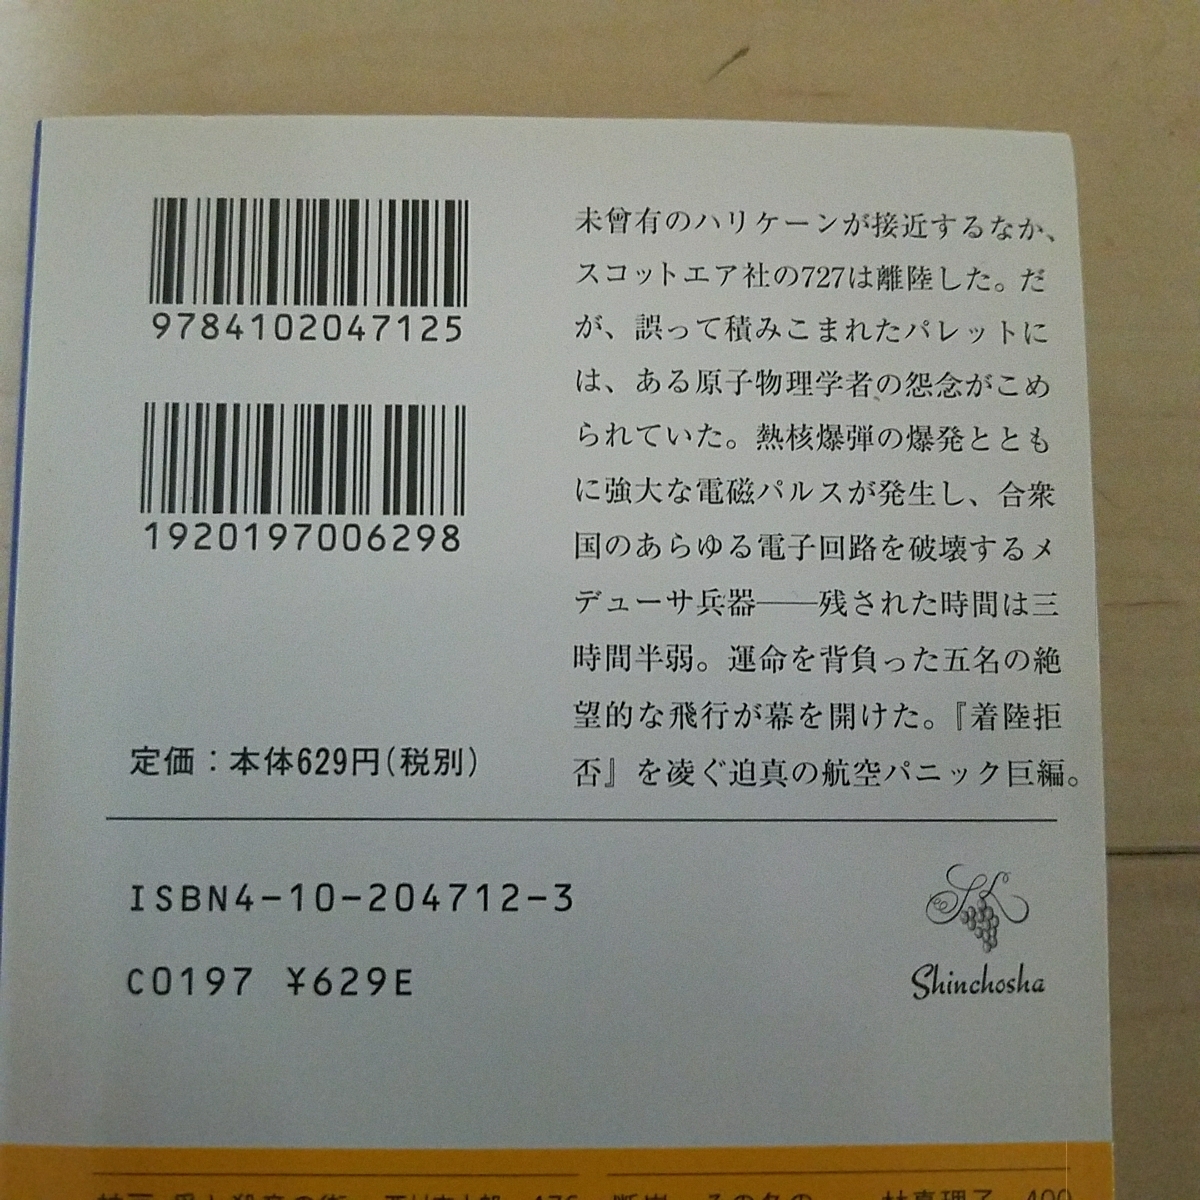 9784102047125
1920197006298
定価：本体629円(税別)
未曾有のハリケーンが接近するなか、
スコットエア社の727は離陸した。だ
が、誤って積みこまれたパレットに
は、ある原子物理学者の怨念がこめ
られていた。熱核爆弾の爆発ととも
に強大な電磁パルスが発生し、合衆
国のあらゆる電子回路を破壊するメ
デューサ兵器――残された時間は三
時間半弱。運命を背負った五名の絶
望的な飛行が幕を開けた。『着陸拒
否』を凌ぐ迫真の航空パニック巨編。
ISBN4-10-204712-3
C0197 ¥629E
Shinchosha